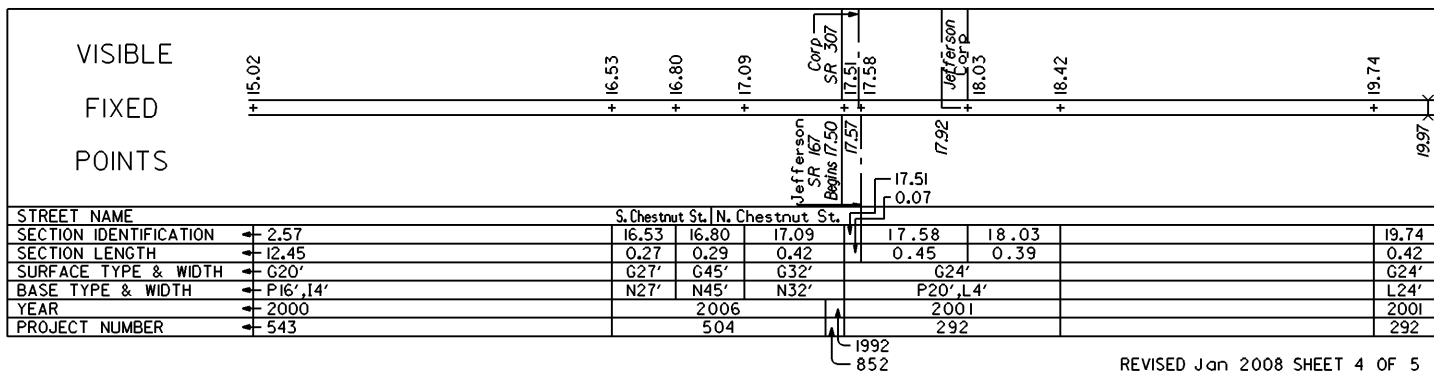 VISIBLE
FIXED
POINTS
15.02
16.53
16.80
17.09
Corp
SR 307
17.51
17.58
Jefferson
Corp
18.03
18.42
19.74
Jefferson
SR 167
Begins 17.50
17.57
17.92
19.97
17.51
0.07
STREET NAME S. Chestnut St. N. Chestnut St.
SECTION IDENTIFICATION 2.57 16.53 16.80 17.09 17.58 18.03 19.74
SECTION LENGTH 12.45 0.27 0.29 0.42 0.45 0.39 0.42
SURFACE TYPE & WIDTH G20' G27' G45' G32' G24' G24'
BASE TYPE & WIDTH P16',I4' N27' N45' N32' P20',L4' L24'
YEAR 2000 2006 2001 2001
PROJECT NUMBER 543 504 292 292
1992
852
REVISED Jan 2008 SHEET 4 OF 5